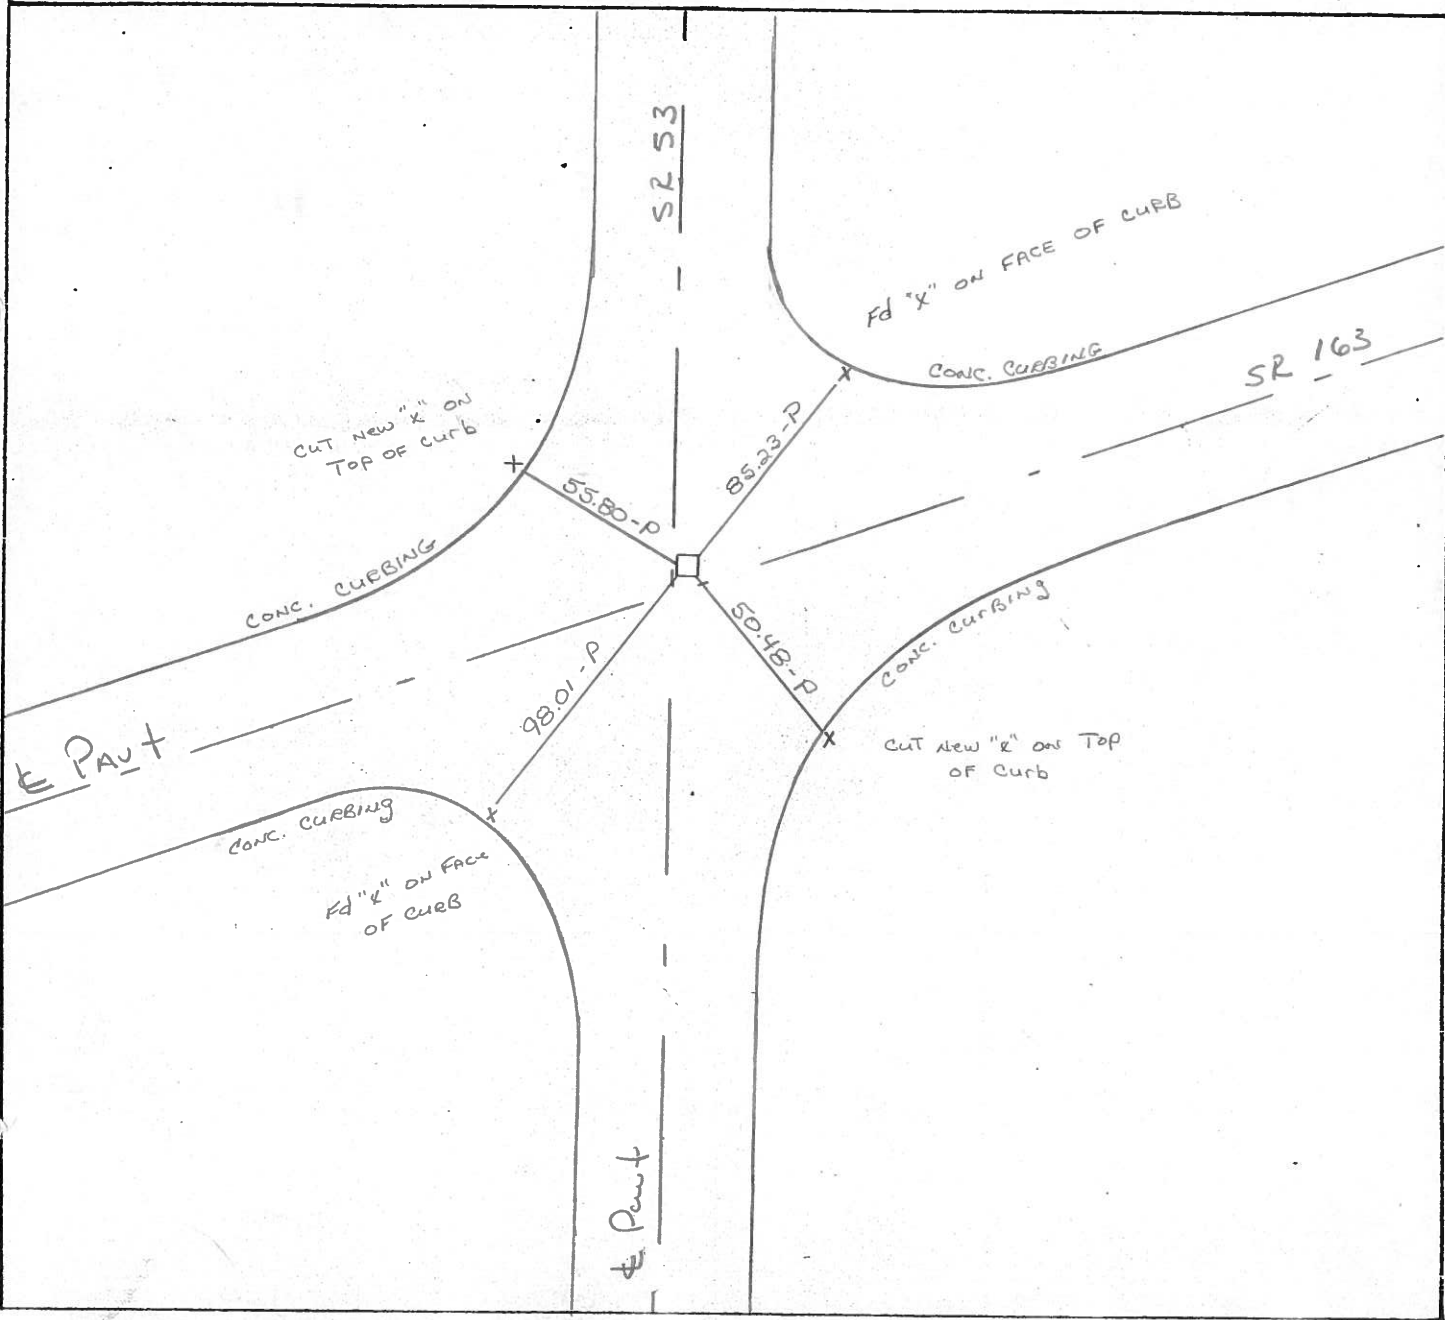 SR 53
Fd "X" ON FACE OF CURB
CONC. CURBING
SR 163
CUT NEW "X" ON
TOP OF CURb
85.23-P
55.80-P
CONC. CURBING
50.48-P
CONC. CURBINg
98.01-P
℄ PAVt
CUT NEW "X" ON TOP
OF CURb
CONC. CURBINg
Fd "X" ON FACE
OF CURB
℄ Pavt